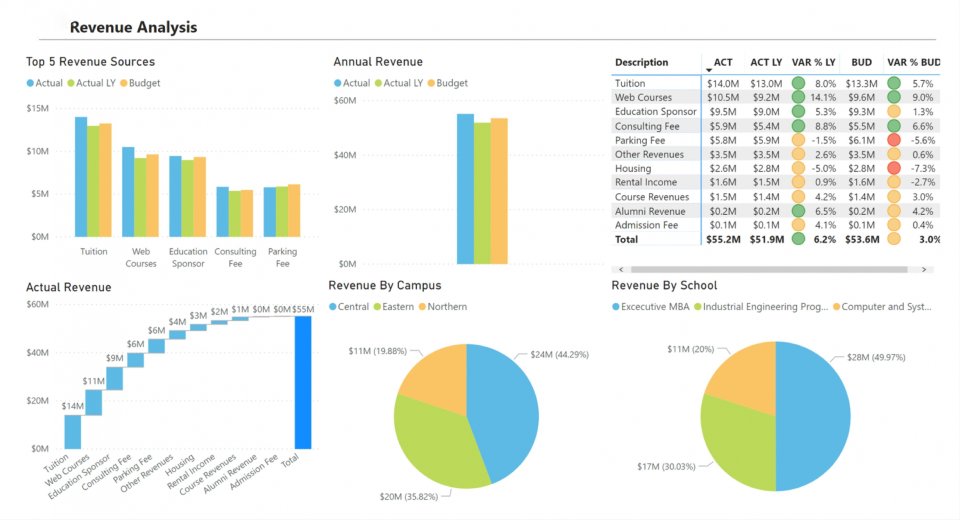 Revenue Analysis
Top 5 Revenue Sources
Actual Actual LY Budget
$15M
$10M
$5M
$0M
Tuition
Web Courses
Education Sponsor
Consulting Fee
Parking Fee
Annual Revenue
Actual Actual LY Budget
$60M
$40M
$20M
$0M
Description ACT ACT LY VAR % LY BUD VAR % BUD
Tuition $14.0M $13.0M 8.0% $13.3M 5.7%
Web Courses $10.5M $9.2M 14.1% $9.6M 9.0%
Education Sponsor $9.5M $9.0M 5.3% $9.3M 1.3%
Consulting Fee $5.9M $5.4M 8.8% $5.5M 6.6%
Parking Fee $5.8M $5.9M -1.5% $6.1M -5.6%
Other Revenues $3.5M $3.5M 2.6% $3.5M 0.6%
Housing $2.6M $2.8M -5.0% $2.8M -7.3%
Rental Income $1.6M $1.5M 0.9% $1.6M -2.7%
Course Revenues $1.5M $1.4M 4.2% $1.4M 3.0%
Alumni Revenue $0.2M $0.2M 6.5% $0.2M 4.2%
Admission Fee $0.1M $0.1M 4.1% $0.1M 0.4%
Total $55.2M $51.9M 6.2% $53.6M 3.0%
Actual Revenue
$60M
$40M
$20M
$0M
$14M
$11M
$9M
$6M
$6M
$4M
$3M
$2M
$1M
$0M
$0M
$55M
Tuition
Web Courses
Education Sponsor
Consulting Fee
Parking Fee
Other Revenues
Housing
Rental Income
Course Revenues
Alumni Revenue
Admission Fee
Total
Revenue By Campus
Central Eastern Northern
$11M (19.88%)
$24M (44.29%)
$20M (35.82%)
Revenue By School
Excecutive MBA Industrial Engineering Prog... Computer and Syst...
$11M (20%)
$28M (49.97%)
$17M (30.03%)